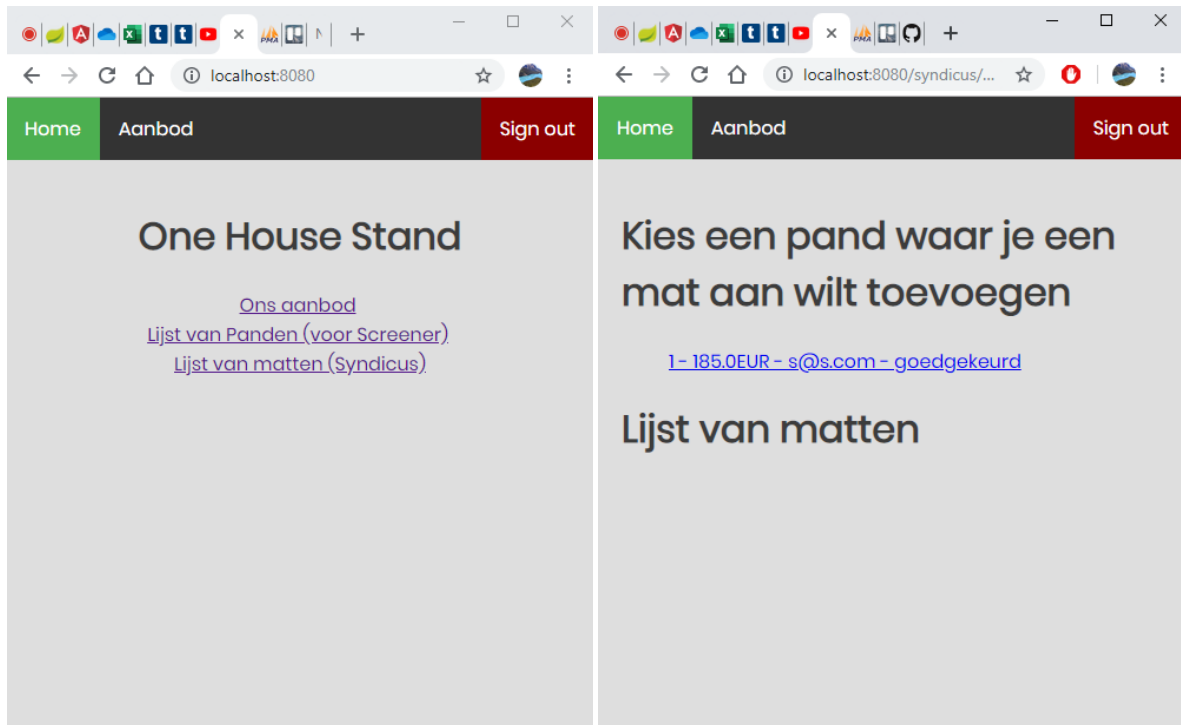 localhost:8080
Home Aanbod Sign out
One House Stand
Ons aanbod
Lijst van Panden (voor Screener)
Lijst van matten (Syndicus)
localhost:8080/syndicus/...
Home Aanbod Sign out
Kies een pand waar je een
mat aan wilt toevoegen
1 - 185.0EUR - s@s.com - goedgekeurd
Lijst van matten